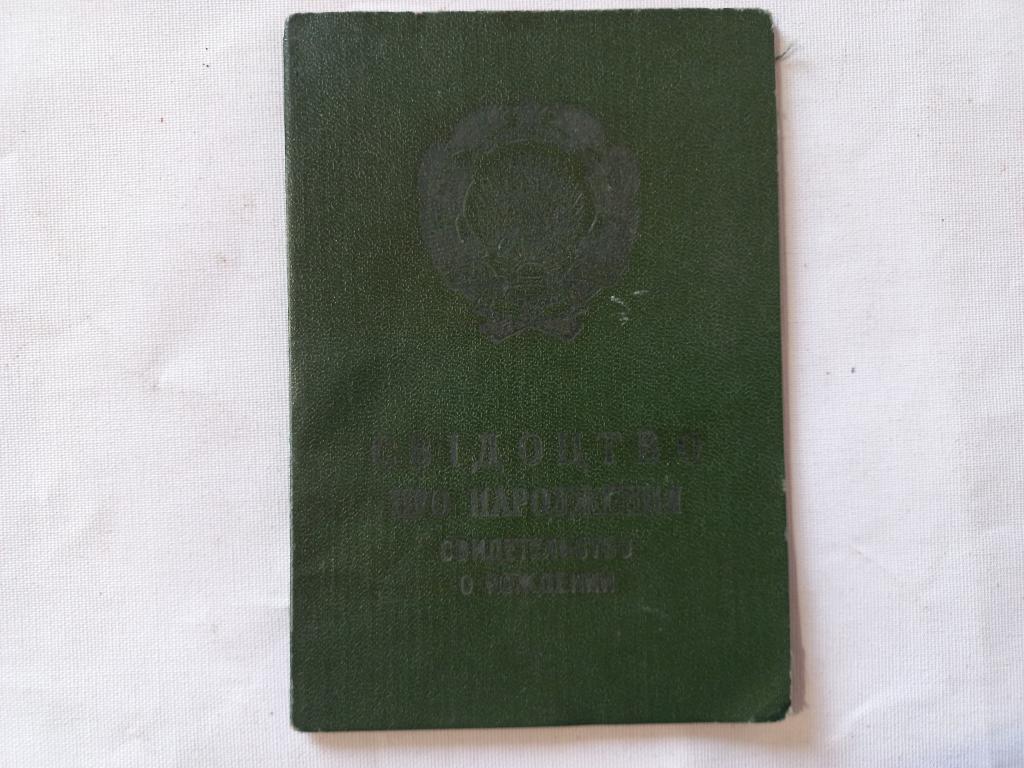 СВІДОЦТВО
ПРО НАРОДЖЕННЯ
СВИДЕТЕЛЬСТВО
О РОЖДЕНИИ